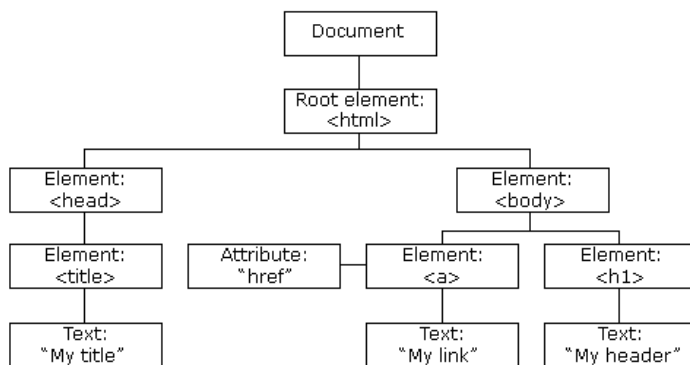 Document
Root element:
<html>
Element:
<head>
Element:
<body>
Element:
<title>
Attribute:
“href”
Element:
<a>
Element:
<h1>
Text:
“My title”
Text:
“My link”
Text:
“My header”